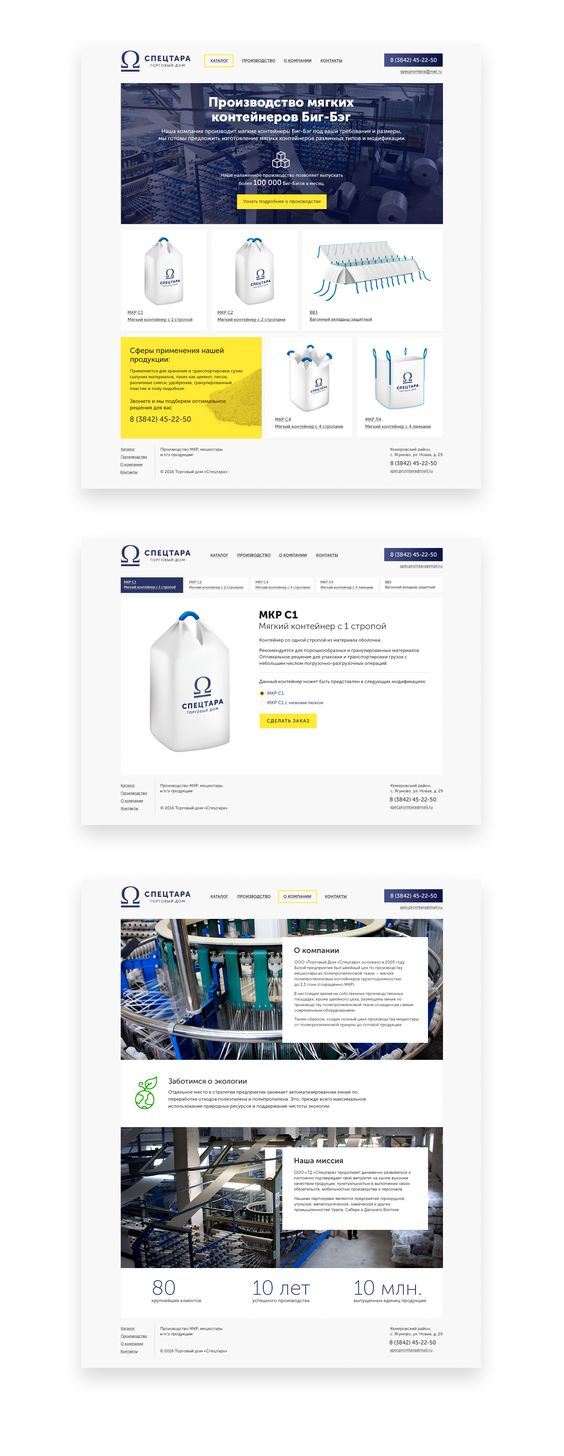 СПЕЦТАРА
ТОРГОВЫЙ ДОМ
КАТАЛОГ
ПРОИЗВОДСТВО
О КОМПАНИИ
КОНТАКТЫ
8 (3842) 45-22-50
specpromtara@mail.ru
Производство мягких
контейнеров Биг-Бэг
Наша компания производит мягкие контейнеры Биг-Бэг под ваши требования и размеры,
мы готовы предложить изготовление мягких контейнеров различных типов и модификации.
Наше налаженное производство позволяет выпускать
более 100 000 Биг-Бэгов в месяц.
Узнать подробнее о производстве
СПЕЦТАРА
СПЕЦТАРА
МКР С1
Мягкий контейнер с 1 стропой
МКР С2
Мягкий контейнер с 2 стропами
ВВЗ
Вагонный вкладыш защитный
Сферы применения нашей
продукции:
Применяется для хранения и транспортировки сухих
сыпучих материалов, таких как цемент, песок,
различные смеси, удобрения, гранулированный
пластик и тому подобное.
Звоните и мы подберем оптимальное
решения для вас
8 (3842) 45-22-50
СПЕЦТАРА
СПЕЦТАРА
МКР С4
Мягкий контейнер с 4 стропами
МКР Л4
Мягкий контейнер с 4 лямками
Каталог
Производство
О компании
Контакты
Производство МКР, мешкотары
и п/э продукции
© 2016 Торговый дом «Спецтара»
Кемеровский район,
с. Ягуново, ул. Новая, д. 29
8 (3842) 45-22-50
specpromtara@mail.ru
СПЕЦТАРА
ТОРГОВЫЙ ДОМ
КАТАЛОГ
ПРОИЗВОДСТВО
О КОМПАНИИ
КОНТАКТЫ
8 (3842) 45-22-50
specpromtara@mail.ru
МКР С1
Мягкий контейнер с 1 стропой
МКР С2
Мягкий контейнер с 2 стропами
МКР С4
Мягкий контейнер с 4 стропами
МКР Л4
Мягкий контейнер с 4 лямками
ВВЗ
Вагонный вкладыш защитный
СПЕЦТАРА
ТОРГОВЫЙ ДОМ
МКР С1
Мягкий контейнер с 1 стропой
Контейнер со одной стропой из материала оболочки.
Рекомендуется для порошкообразных и гранулированных материалов.
Оптимальное решение для упаковки и транспортировки грузов с
небольшим числом погрузочно-разгрузочных операций.
Данный контейнер может быть представлен в следующих модификациях:
МКР С1
МКР С1 с нижним люком
СДЕЛАТЬ ЗАКАЗ
Каталог
Производство
О компании
Контакты
Производство МКР, мешкотары
и п/э продукции
© 2016 Торговый дом «Спецтара»
Кемеровский район,
с. Ягуново, ул. Новая, д. 29
8 (3842) 45-22-50
specpromtara@mail.ru
СПЕЦТАРА
ТОРГОВЫЙ ДОМ
КАТАЛОГ
ПРОИЗВОДСТВО
О КОМПАНИИ
КОНТАКТЫ
8 (3842) 45-22-50
specpromtara@mail.ru
О компании
ООО «Торговый Дом «Спецтара» основано в 2005 году.
Базой предприятия был швейный цех по производству
мешкотары из полипропиленовой ткани — мягких
полипропиленовых контейнеров грузоподъемностью
до 1,5 тонн (сокращенно МКР).
В настоящее время на собственных производственных
площадях, кроме швейного цеха, размещены линия по
производству полипропиленовой ткани оснащенная самым
современным оборудованием.
Таким образом, создан полный цикл производства мешкотары
от полипропиленовой гранулы до готовой продукции.
Заботимся о экологии
Отдельное место в стратегии предприятия занимает автоматизированная линия по
переработке отходов полиэтилена и полипропилена. Это, прежде всего максимальное
использование природных ресурсов и поддержание чистоты экологии.
Наша миссия
ООО «ТД «Спецтара» продолжает динамично развиваться и
постоянно подтверждает свой авторитет на рынке высоким
качеством продукции, пунктуальностью в выполнении своих
обязательств, мобильностью производства и персонала.
Нашими партнерами являются предприятия горнорудной,
угольной, металлургической, химической и других
промышленностей Урала, Сибири и Дальнего Востока.
80
крупнейших клиентов
10 лет
успешного производства
10 млн.
выпущенных единиц продукции
Каталог
Производство
О компании
Контакты
Производство МКР, мешкотары
и п/э продукции
© 2016 Торговый дом «Спецтара»
Кемеровский район,
с. Ягуново, ул. Новая, д. 29
8 (3842) 45-22-50
specpromtara@mail.ru